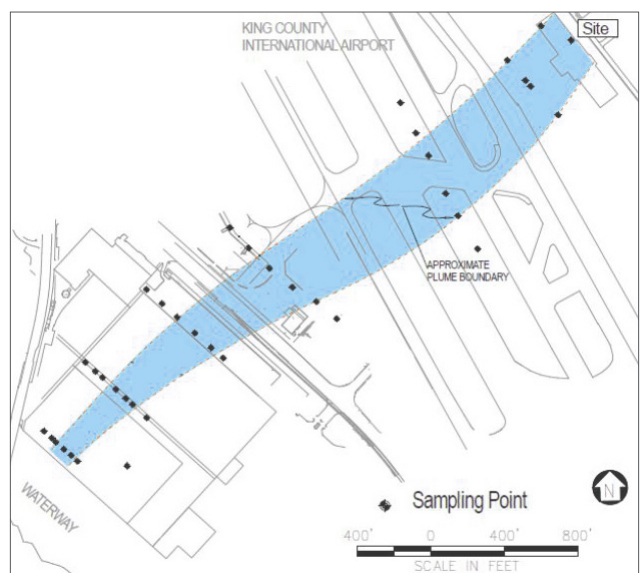 KING COUNTY
INTERNATIONAL AIRPORT
Site
APPROXIMATE
PLUME BOUNDARY
WATERWAY
N
Sampling Point
400' 0 400' 800'
SCALE IN FEET